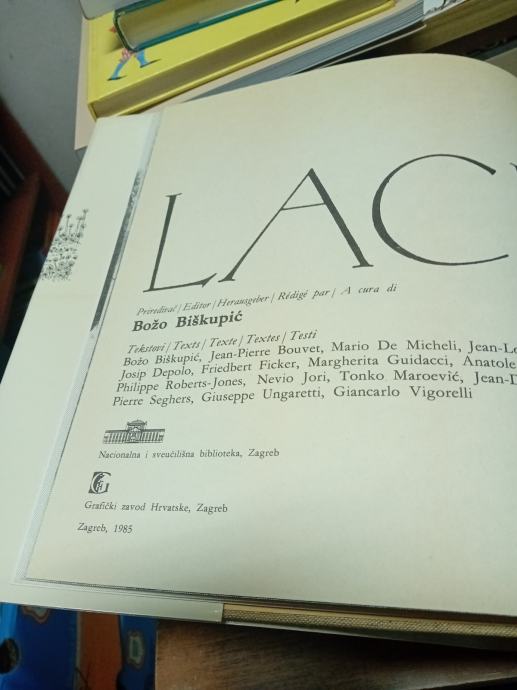 LAC
Priređivač / Editor / Herausgeber / Rédigé par / A cura di
Božo Biškupić
Tekstovi / Texts / Texte / Textes / Testi
Božo Biškupić, Jean-Pierre Bouvet, Mario De Micheli,
Josip Depolo, Friedbert Ficker, Margherita Guidacci, Anatole
Philippe Roberts-Jones, Nevio Jori, Tonko Maroević,
Pierre Seghers, Giuseppe Ungaretti, Giancarlo Vigorelli
Nacionalna i sveučilišna biblioteka, Zagreb
Grafički zavod Hrvatske, Zagreb
Zagreb, 1985